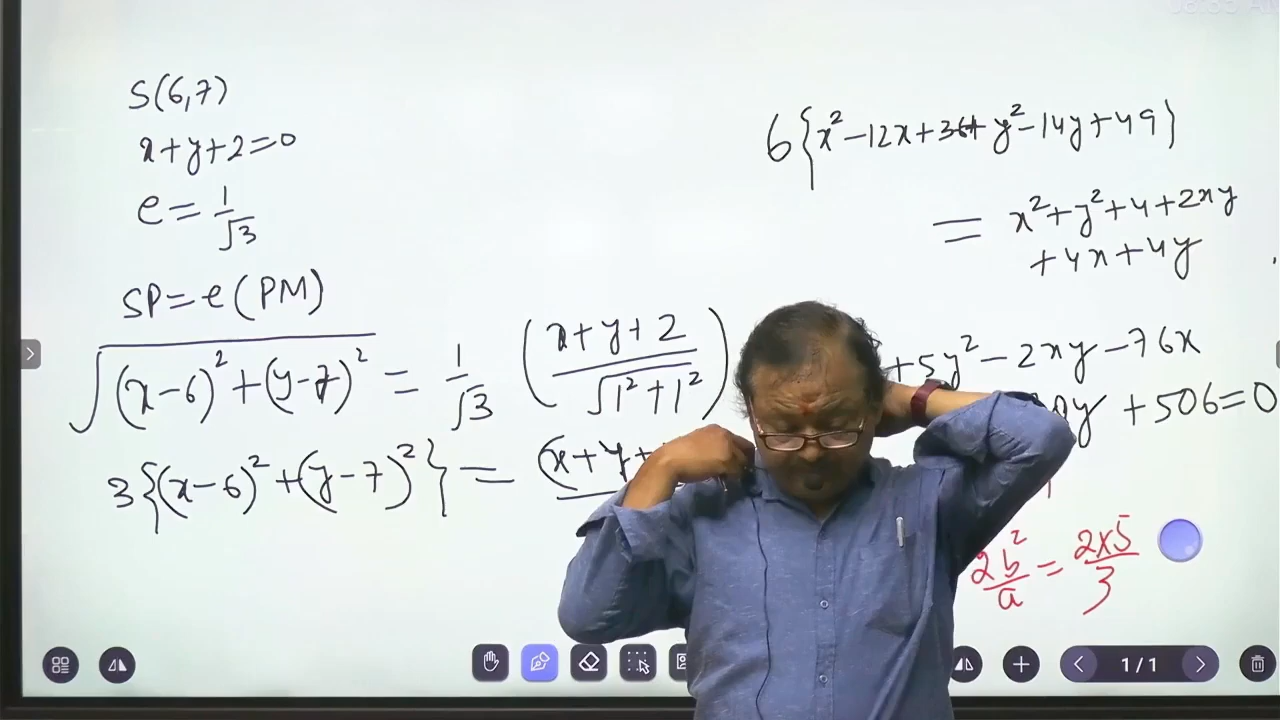 S(6,7)
x+y+2=0
e=1/√3
SP=e(PM)
√(x-6)²+(y-7)² = 1/√3 (x+y+2/√1²+1²)
3{(x-6)²+(y-7)²} = (x+y+
6{x²-12x+36+y²-14y+49}
= x²+y²+4+2xy
+4x+4y
+5y²-2xy-76x
0y+506=0
2b²/a = 2x5/3
1/1